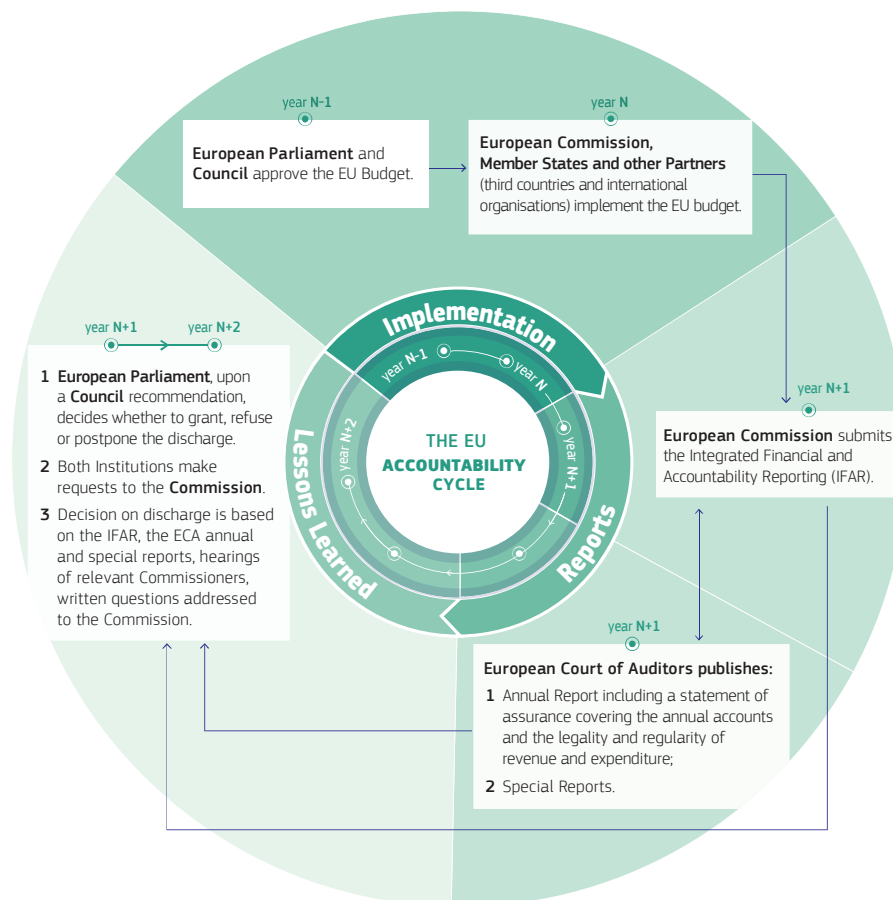 year N-1
European Parliament and
Council approve the EU Budget.
year N
European Commission,
Member States and other Partners
(third countries and international
organisations) implement the EU budget.
year N+1
European Commission submits
the Integrated Financial and
Accountability Reporting (IFAR).
year N+1
European Court of Auditors publishes:
1 Annual Report including a statement of
assurance covering the annual accounts
and the legality and regularity of
revenue and expenditure;
2 Special Reports.
year N+1
year N+2
1 European Parliament, upon
a Council recommendation,
decides whether to grant, refuse
or postpone the discharge.
2 Both Institutions make
requests to the Commission.
3 Decision on discharge is based
on the IFAR, the ECA annual
and special reports, hearings
of relevant Commissioners,
written questions addressed
to the Commission.
Implementation
Reports
Lessons Learned
year N-1
year N
year N+1
year N+2
THE EU
ACCOUNTABILITY
CYCLE